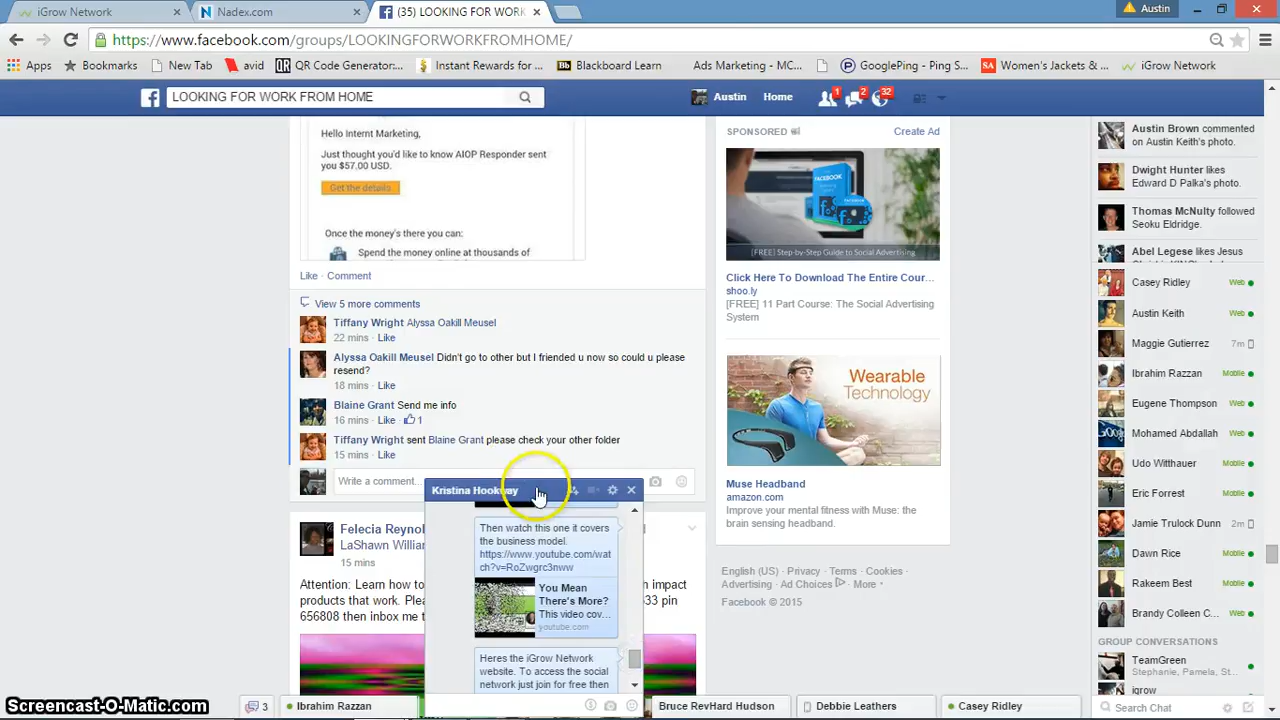 iGrow Network
Nadex.com
(35) LOOKING FOR WORK
Austin
https://www.facebook.com/groups/LOOKINGFORWORKFROMHOME/
Apps
Bookmarks
New Tab
avid
QR Code Generator:...
Instant Rewards for...
Blackboard Learn
Ads Marketing - MC...
GooglePing - Ping S...
Women's Jackets & ...
iGrow Network
LOOKING FOR WORK FROM HOME
Austin
Home
1
2
32
Hello Internt Marketing,
Just thought you'd like to know AIOP Responder sent
you $57.00 USD.
Get the details
Once the money's there you can:
Spend the money online at thousands of
Like · Comment
View 5 more comments
Tiffany Wright Alyssa Oakill Meusel
22 mins · Like
Alyssa Oakill Meusel Didn't go to other but I friended u now so could u please
resend?
18 mins · Like
Blaine Grant Send me info
16 mins · Like · 1
Tiffany Wright sent Blaine Grant please check your other folder
15 mins · Like
Write a comment...
Felecia Reynol
LaShawn Willian
15 mins
Attention: Learn how to
products that work. Plea
656808 then inbox me t
impact
33 pin
Kristina Hookway
Then watch this one it covers
the business model.
https://www.youtube.com/wat
ch?v=RoZwgrc3nww
You Mean
There's More?
This video cov...
youtube.com
Heres the iGrow Network
website. To access the social
network just join for free then
SPONSORED
Create Ad
[FREE] Step-by-Step Guide to Social Advertising
Click Here To Download The Entire Cour...
shoo.ly
[FREE] 11 Part Course: The Social Advertising
System
Wearable
Technology
Muse Headband
amazon.com
Improve your mental fitness with Muse: the
brain sensing headband.
English (US) · Privacy · Terms · Cookies ·
Advertising · Ad Choices · More
Facebook © 2015
Austin Brown commented
on Austin Keith's photo.
Dwight Hunter likes
Edward D Palka's photo.
Thomas McNulty followed
Seoku Eldridge.
Abel Legese likes Jesus
Casey Ridley Web
Austin Keith Web
Maggie Gutierrez 7m
Ibrahim Razzan Mobile
Eugene Thompson Web
Mohamed Abdallah Web
Udo Witthauer Mobile
Eric Forrest Mobile
Jamie Trulock Dunn 2m
Dawn Rice Mobile
Rakeem Best Mobile
Brandy Colleen C... Web
GROUP CONVERSATIONS
TeamGreen
Stephanie, Pamela, St...
igrow
Search Chat
3
Ibrahim Razzan
Bruce RevHard Hudson
Debbie Leathers
Casey Ridley
Screencast-O-Matic.com